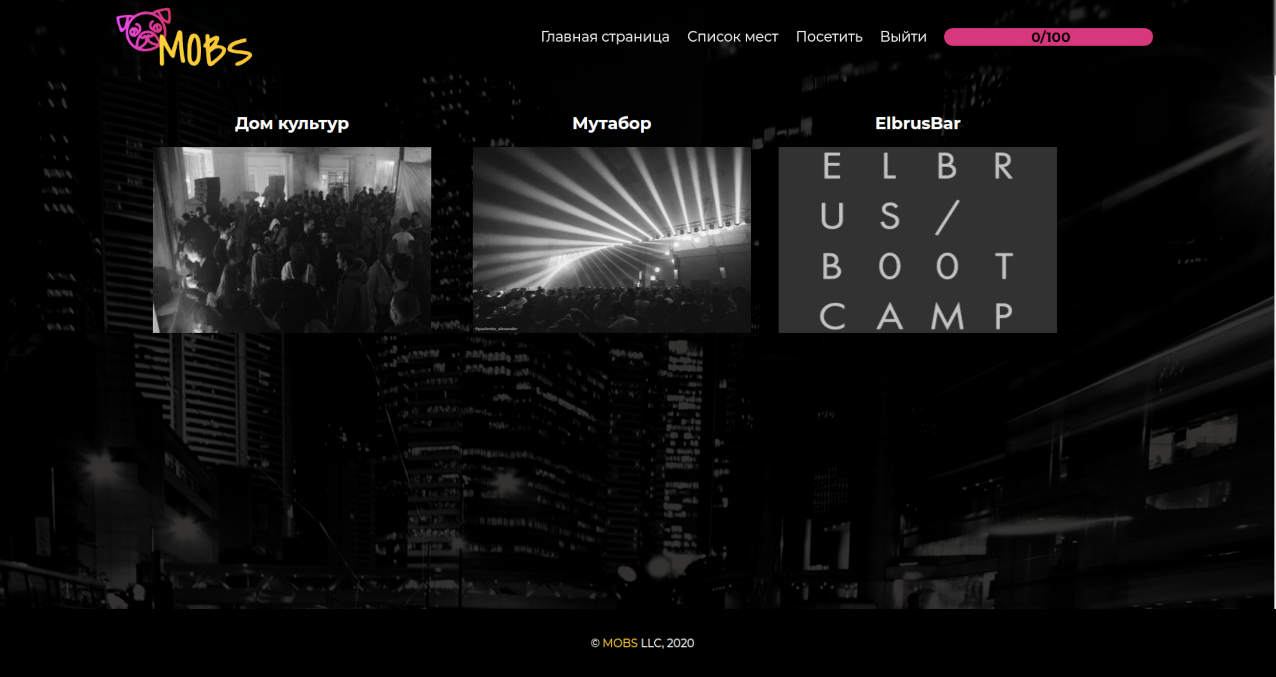 MOBS
Главная страница Список мест Посетить Выйти 0/100
Дом культур Мутабор ElbrusBar
E L B R
U S /
B 0 0 T
C A M P
© MOBS LLC, 2020